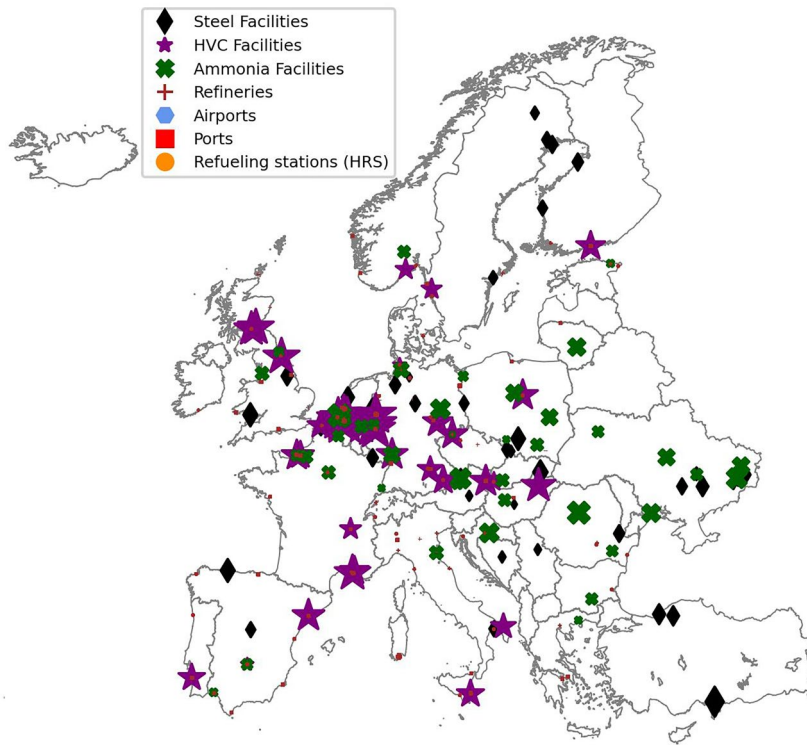 Steel Facilities
HVC Facilities
Ammonia Facilities
Refineries
Airports
Ports
Refueling stations (HRS)